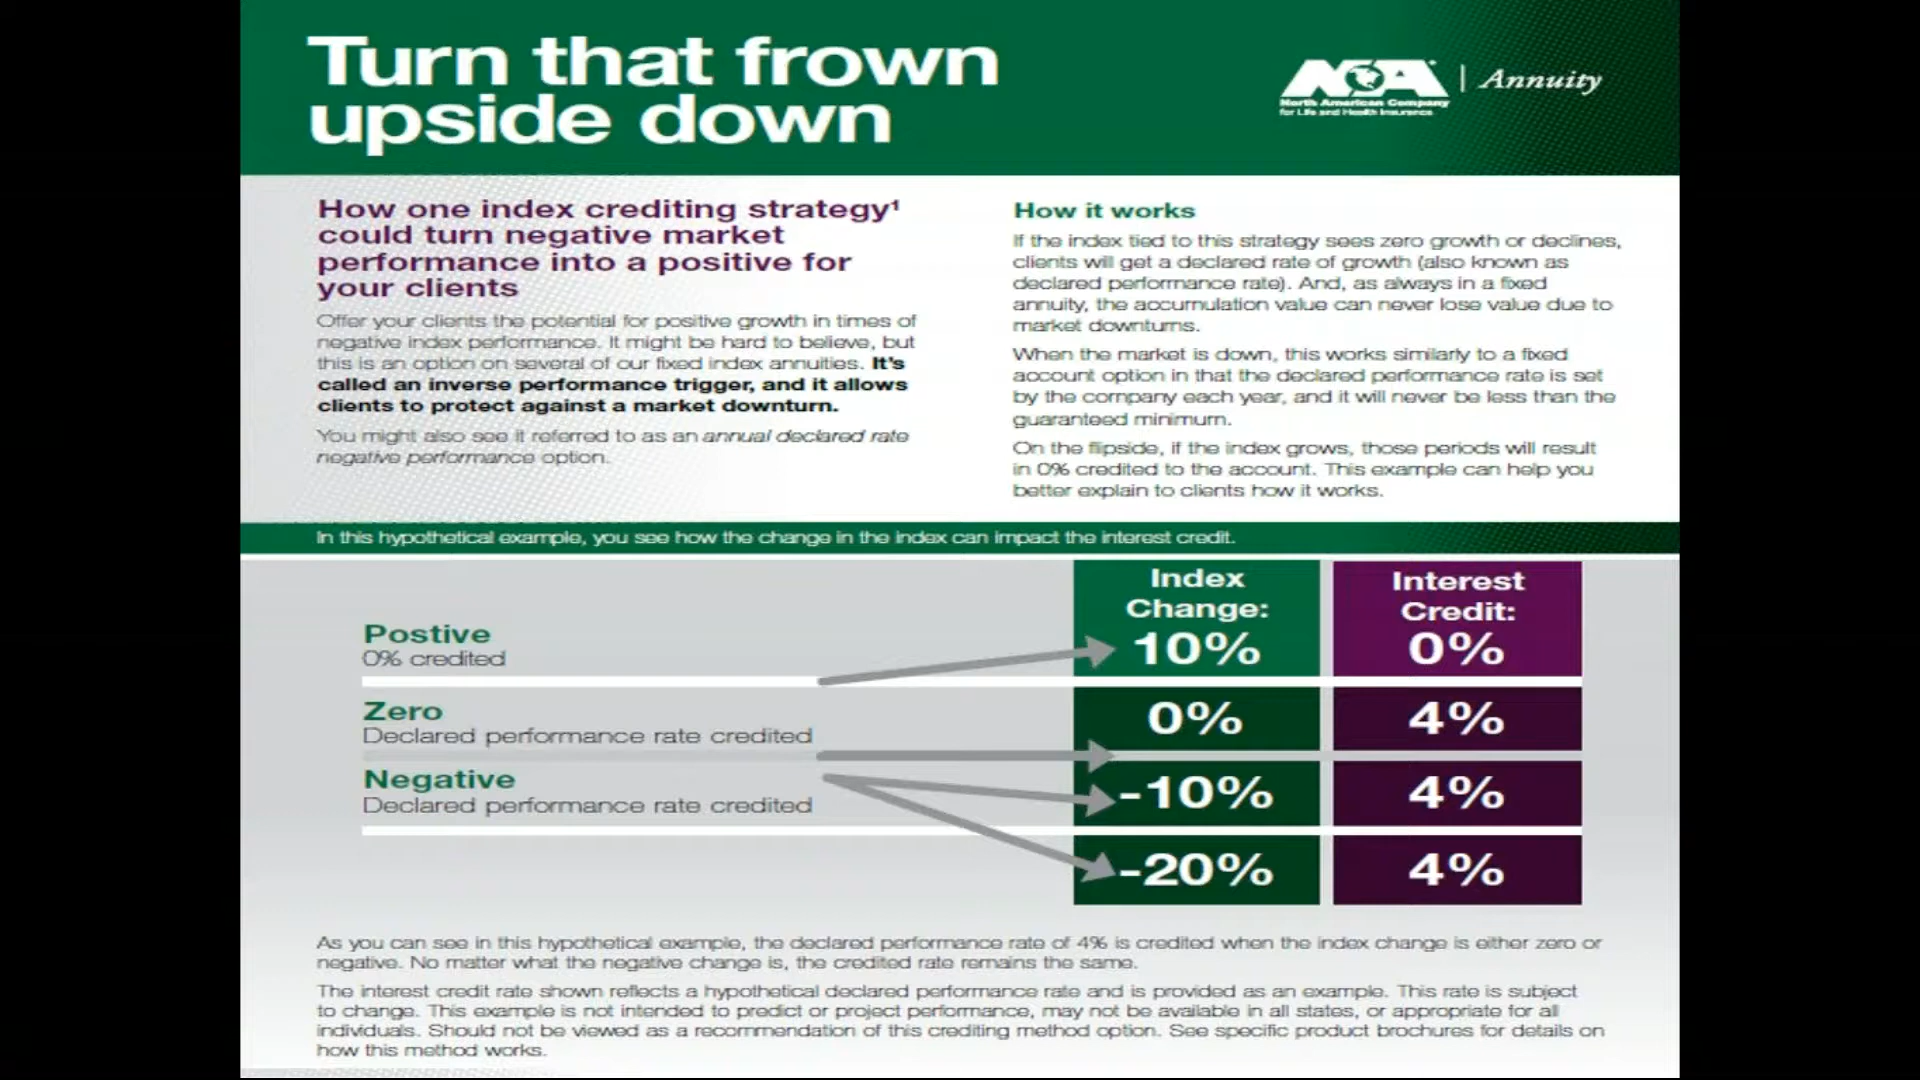 Turn that frown
upside down
NACA
North American Company
for Life and Health Insurance
Annuity
How one index crediting strategy¹
could turn negative market
performance into a positive for
your clients
Offer your clients the potential for positive growth in times of
negative index performance. It might be hard to believe, but
this is an option on several of our fixed index annuities. It's
called an inverse performance trigger, and it allows
clients to protect against a market downturn.
You might also see it referred to as an annual declared rate
negative performance option.
How it works
If the index tied to this strategy sees zero growth or declines,
clients will get a declared rate of growth (also known as
declared performance rate). And, as always in a fixed
annuity, the accumulation value can never lose value due to
market downturns.
When the market is down, this works similarly to a fixed
account option in that the declared performance rate is set
by the company each year, and it will never be less than the
guaranteed minimum.
On the flipside, if the index grows, those periods will result
in 0% credited to the account. This example can help you
better explain to clients how it works.
In this hypothetical example, you see how the change in the index can impact the interest credit.
Index
Change:
Interest
Credit:
Postive
0% credited
10%
0%
Zero
Declared performance rate credited
0%
4%
Negative
Declared performance rate credited
-10%
4%
-20%
4%
As you can see in this hypothetical example, the declared performance rate of 4% is credited when the index change is either zero or
negative. No matter what the negative change is, the credited rate remains the same.
The interest credit rate shown reflects a hypothetical declared performance rate and is provided as an example. This rate is subject
to change. This example is not intended to predict or project performance, may not be available in all states, or appropriate for all
individuals. Should not be viewed as a recommendation of this crediting method option. See specific product brochures for details on
how this method works.